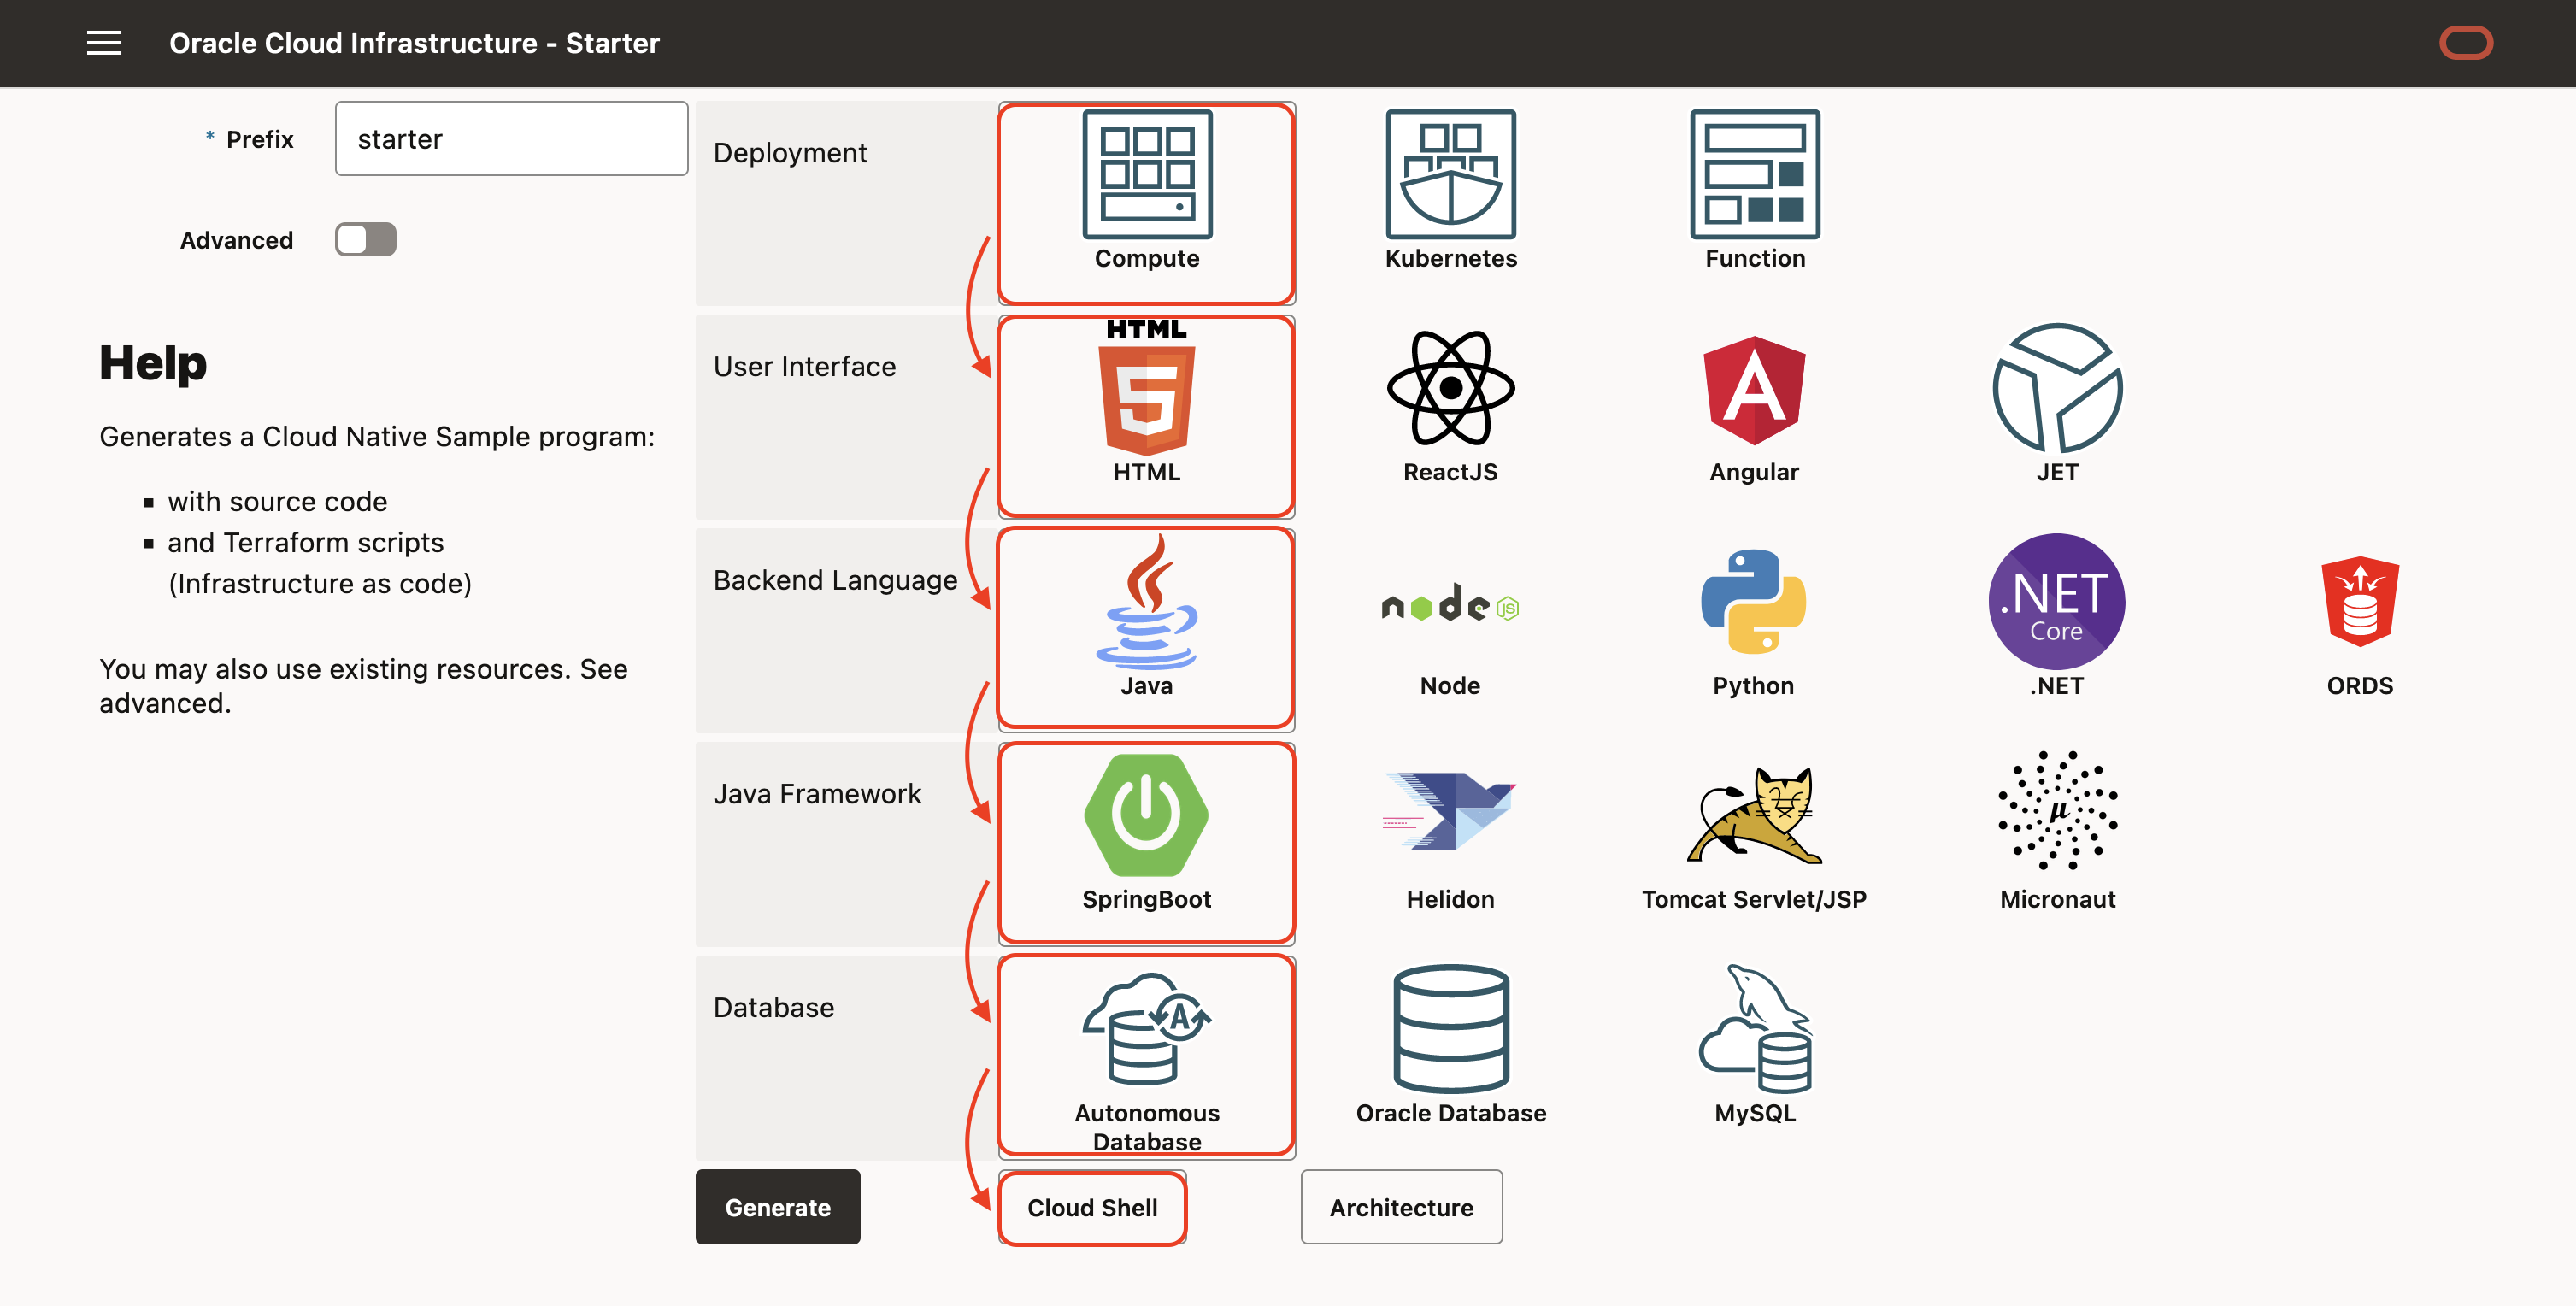 Oracle Cloud Infrastructure - Starter
* Prefix
starter
Advanced
Help
Generates a Cloud Native Sample program:
▪ with source code
▪ and Terraform scripts
(Infrastructure as code)
You may also use existing resources. See
advanced.
Deployment
Compute
Kubernetes
Function
User Interface
HTML
5
HTML
ReactJS
A
Angular
JET
Backend Language
Java
node
JS
Node
Python
.NET
Core
.NET
ORDS
Java Framework
SpringBoot
Helidon
Tomcat Servlet/JSP
μ
Micronaut
Database
A
Autonomous
Database
Oracle Database
MySQL
Generate
Cloud Shell
Architecture